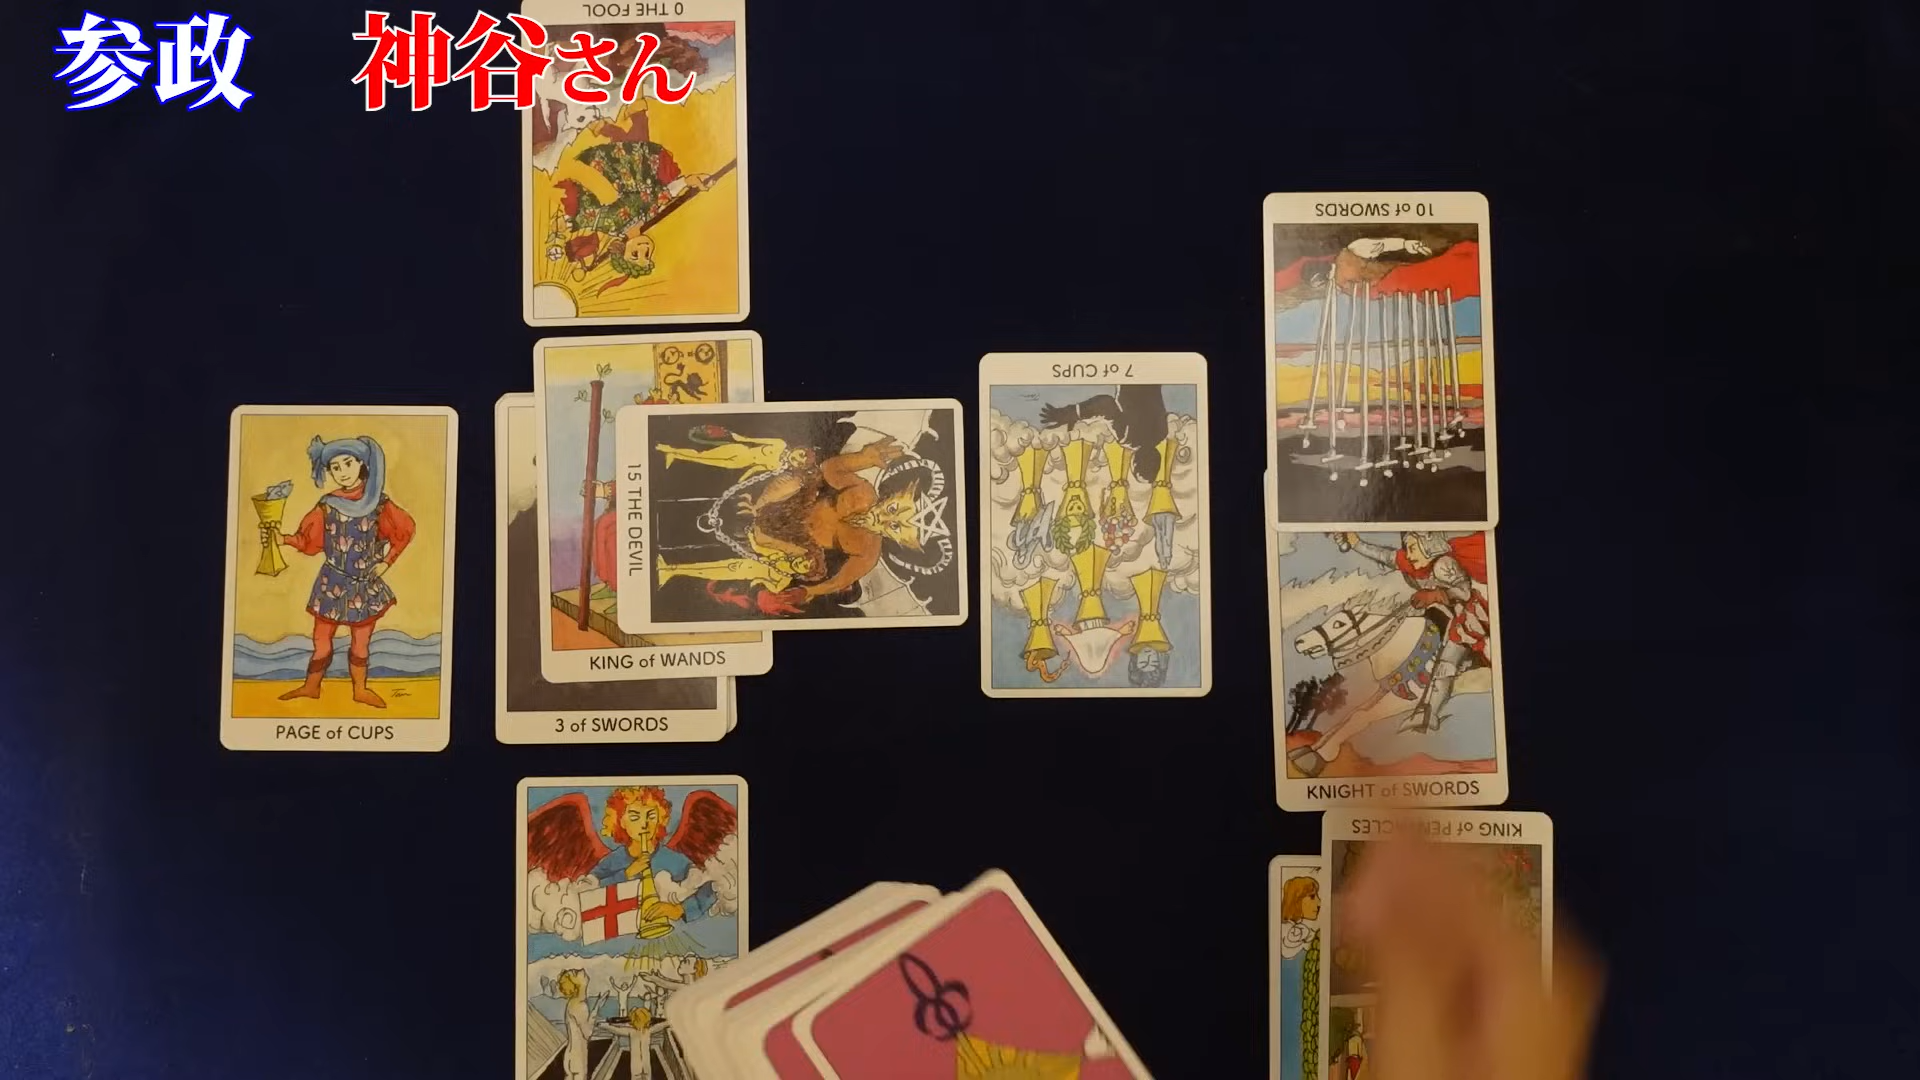 参政 神谷さん
0 THE FOOL
10 of SWORDS
7 of CUPS
15 THE DEVIL
KING of WANDS
3 of SWORDS
PAGE of CUPS
KNIGHT of SWORDS
KING of PENTACLES